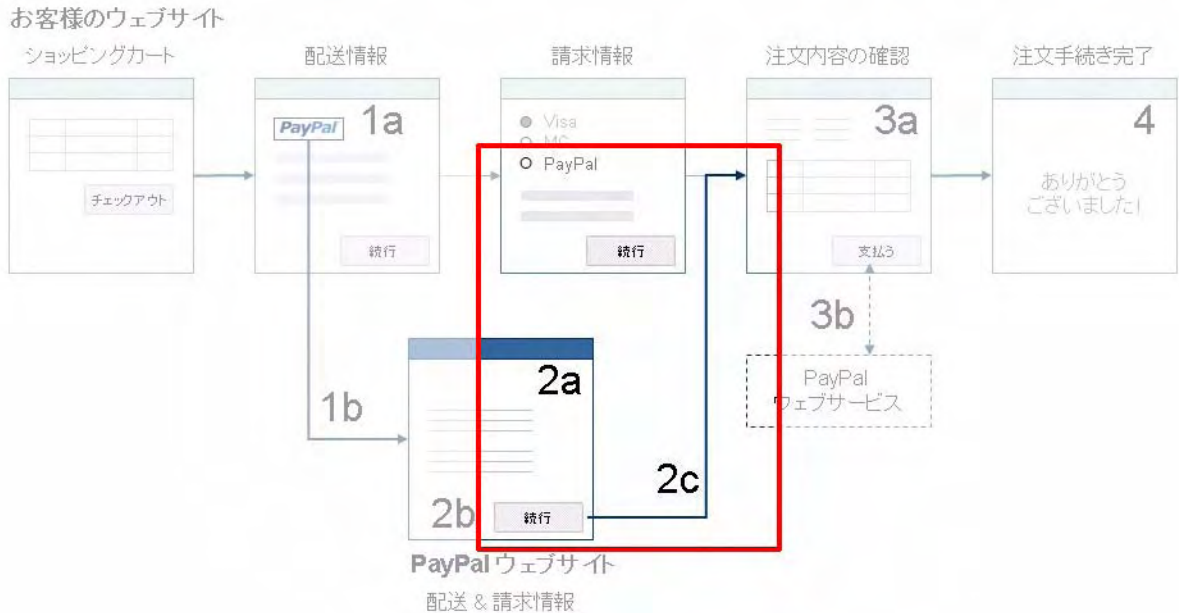 お客様のウェブサイト
ショッピングカート
配送情報
請求情報
注文内容の確認
注文手続き完了
チェックアウト
PayPal
1a
続行
Visa
MC
PayPal
続行
3a
支払う
4
ありがとう
ございました!
1b
2a
2b
続行
2c
3b
PayPal
ウェブサービス
PayPal ウェブサイト
配送 & 請求情報